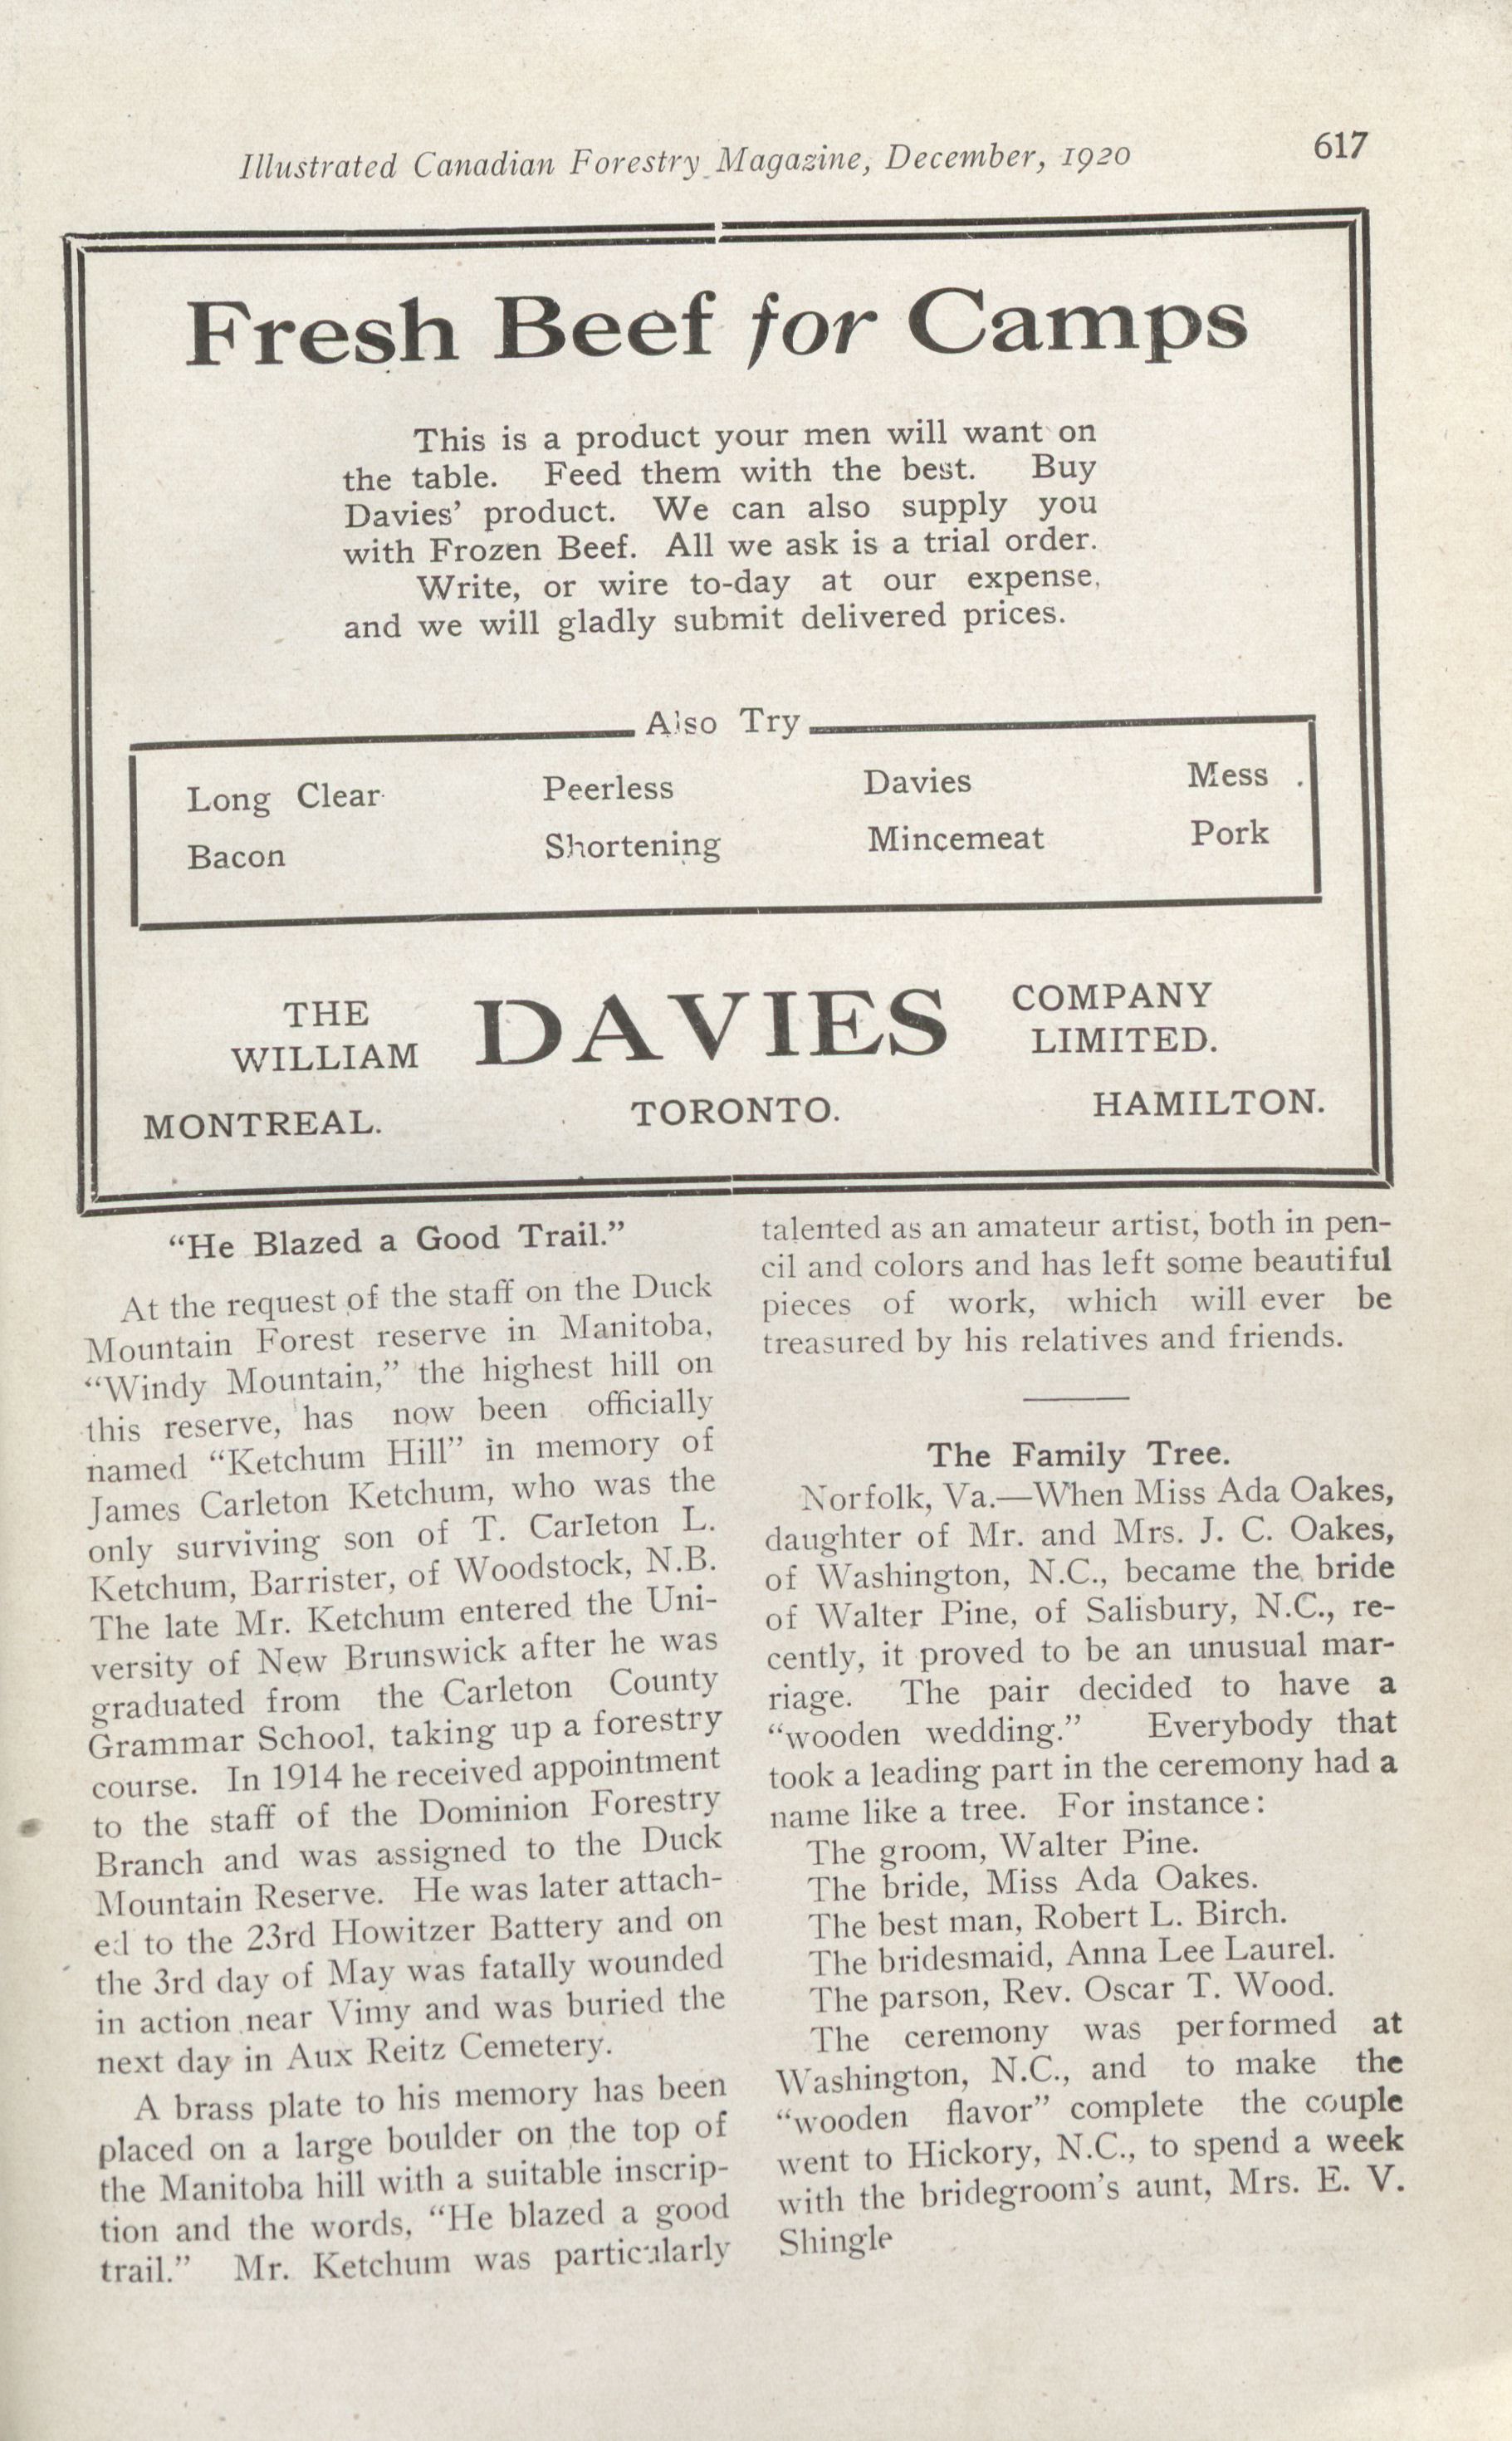 Illustrated Canadian Forestry Magazine, December, 1920
617
Fresh Beef for Camps
This is a product your men will want on
the table. Feed them with the best. Buy
Davies' product. We can also supply you
with Frozen Beef. All we ask is a trial order.
Write, or wire to-day at our expense,
and we will gladly submit delivered prices.
Also Try
Long Clear
Bacon
Peerless
Shortening
Davies
Mincemeat
Mess
Pork
THE
WILLIAM
DAVIES
COMPANY
LIMITED.
MONTREAL.
TORONTO.
HAMILTON.
“He Blazed a Good Trail.”
At the request of the staff on the Duck
Mountain Forest reserve in Manitoba,
“Windy Mountain,” the highest hill on
this reserve, has now been officially
named “Ketchum Hill” in memory of
James Carleton Ketchum, who was the
only surviving son of T. Carleton L.
Ketchum, Barrister, of Woodstock, N.B.
The late Mr. Ketchum entered the Uni-
versity of New Brunswick after he was
graduated from the Carleton County
Grammar School, taking up a forestry
course. In 1914 he received appointment
to the staff of the Dominion Forestry
Branch and was assigned to the Duck
Mountain Reserve. He was later attach-
ed to the 23rd Howitzer Battery and on
the 3rd day of May was fatally wounded
in action near Vimy and was buried the
next day in Aux Reitz Cemetery.
A brass plate to his memory has been
placed on a large boulder on the top of
the Manitoba hill with a suitable inscrip-
tion and the words, “He blazed a good
trail.” Mr. Ketchum was particularly
talented as an amateur artist, both in pen-
cil and colors and has left some beautiful
pieces of work, which will ever be
treasured by his relatives and friends.
The Family Tree.
Norfolk, Va.—When Miss Ada Oakes,
daughter of Mr. and Mrs. J. C. Oakes,
of Washington, N.C., became the bride
of Walter Pine, of Salisbury, N.C., re-
cently, it proved to be an unusual mar-
riage. The pair decided to have a
“wooden wedding.” Everybody that
took a leading part in the ceremony had a
name like a tree. For instance:
The groom, Walter Pine.
The bride, Miss Ada Oakes.
The best man, Robert L. Birch.
The bridesmaid, Anna Lee Laurel.
The parson, Rev. Oscar T. Wood.
The ceremony was performed at
Washington, N.C., and to make the
“wooden flavor” complete the couple
went to Hickory, N.C., to spend a week
with the bridegroom's aunt, Mrs. E. V.
Shingle